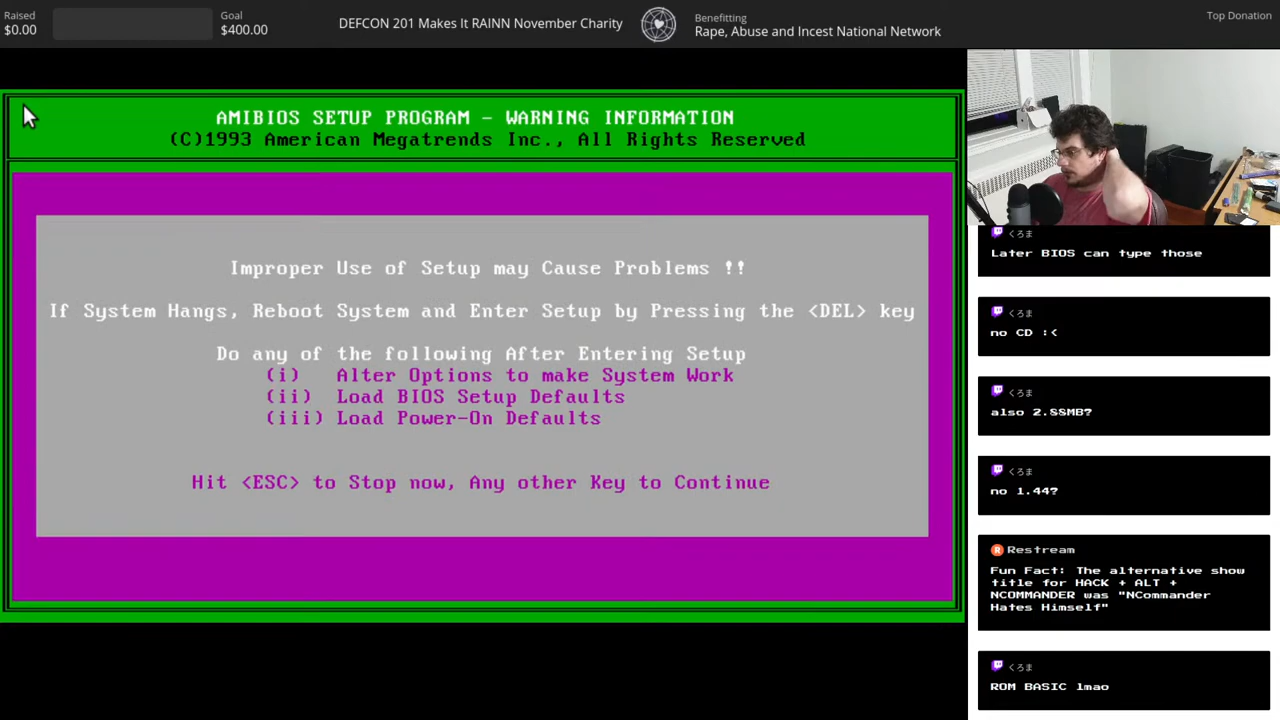 Raised
$0.00
Goal
$400.00
DEFCON 201 Makes It RAINN November Charity
Benefitting
Rape, Abuse and Incest National Network
Top Donation
AMIBIOS SETUP PROGRAM - WARNING INFORMATION
(C)1993 American Megatrends Inc., All Rights Reserved
Improper Use of Setup may Cause Problems !!
If System Hangs, Reboot System and Enter Setup by Pressing the <DEL> key
Do any of the following After Entering Setup
(i) Alter Options to make System Work
(ii) Load BIOS Setup Defaults
(iii) Load Power-On Defaults
Hit <ESC> to Stop now, Any other Key to Continue
くろま
Later BIOS can type those
くろま
no CD :<
くろま
also 2.88MB?
くろま
no 1.44?
Restream
Fun Fact: The alternative show
title for HACK + ALT +
NCOMMANDER was "NCommander
Hates Himself"
くろま
ROM BASIC lmao